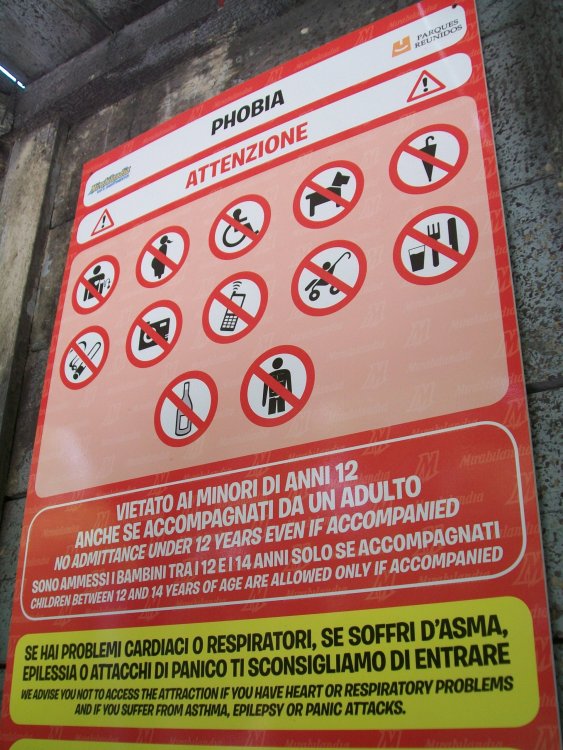 PARQUES
REUNIDOS
PHOBIA
Mirabilandia
ATTENZIONE
VIETATO AI MINORI DI ANNI 12
ANCHE SE ACCOMPAGNATI DA UN ADULTO
NO ADMITTANCE UNDER 12 YEARS EVEN IF ACCOMPANIED
SONO AMMESSI I BAMBINI TRA I 12 E I 14 ANNI SOLO SE ACCOMPAGNATI
CHILDREN BETWEEN 12 AND 14 YEARS OF AGE ARE ALLOWED ONLY IF ACCOMPANIED
SE HAI PROBLEMI CARDIACI O RESPIRATORI, SE SOFFRI D'ASMA,
EPILESSIA O ATTACCHI DI PANICO TI SCONSIGLIAMO DI ENTRARE
WE ADVISE YOU NOT TO ACCESS THE ATTRACTION IF YOU HAVE HEART OR RESPIRATORY PROBLEMS
AND IF YOU SUFFER FROM ASTHMA, EPILEPSY OR PANIC ATTACKS.